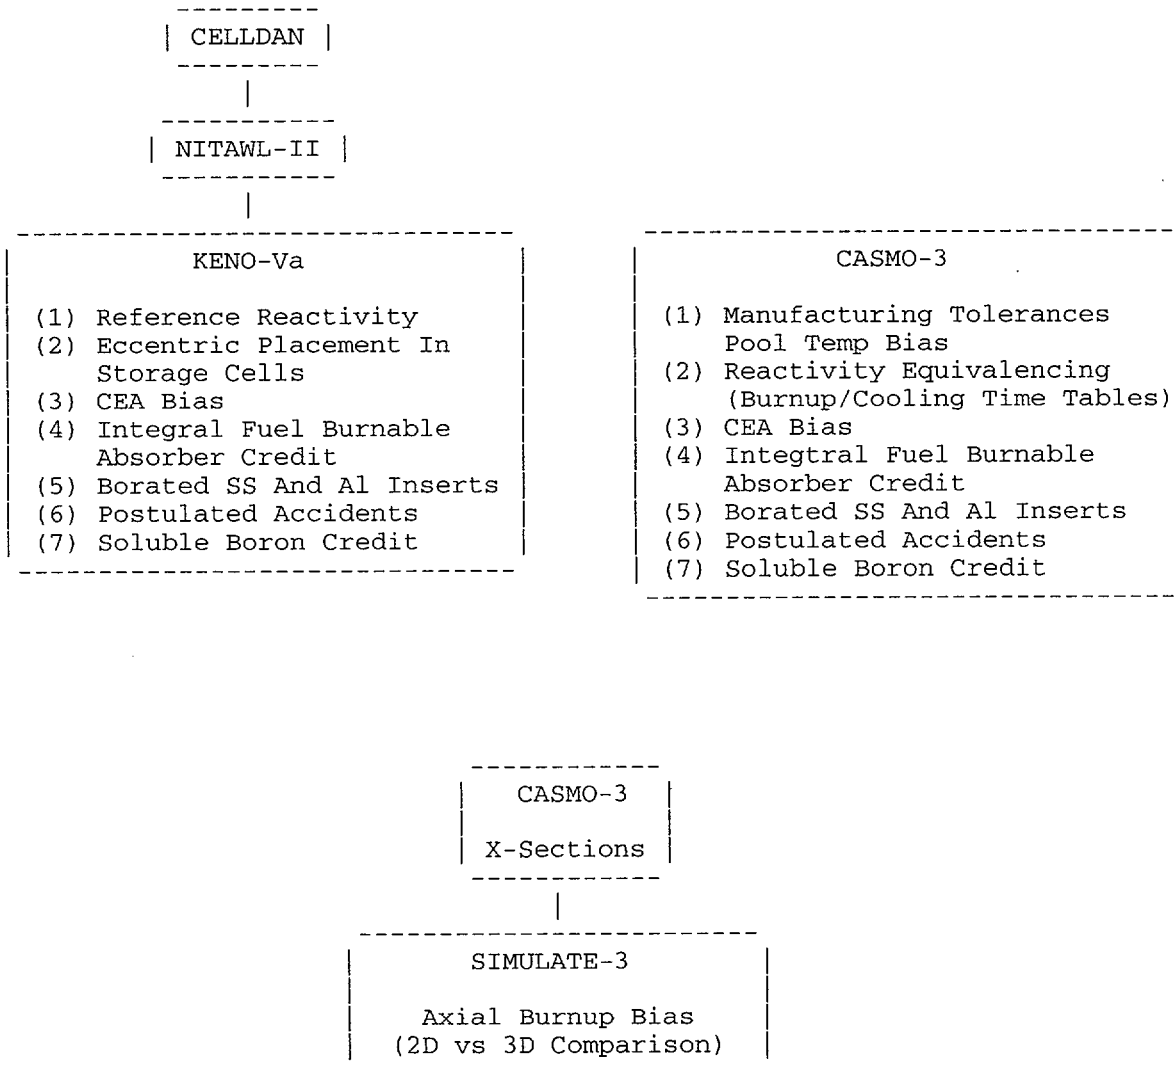 CELLDAN
NITAWL-II
KENO-Va
(1) Reference Reactivity
(2) Eccentric Placement In
Storage Cells
(3) CEA Bias
(4) Integral Fuel Burnable
Absorber Credit
(5) Borated SS And Al Inserts
(6) Postulated Accidents
(7) Soluble Boron Credit
CASMO-3
(1) Manufacturing Tolerances
Pool Temp Bias
(2) Reactivity Equivalencing
(Burnup/Cooling Time Tables)
(3) CEA Bias
(4) Integtral Fuel Burnable
Absorber Credit
(5) Borated SS And Al Inserts
(6) Postulated Accidents
(7) Soluble Boron Credit
CASMO-3
X-Sections
SIMULATE-3
Axial Burnup Bias
(2D vs 3D Comparison)